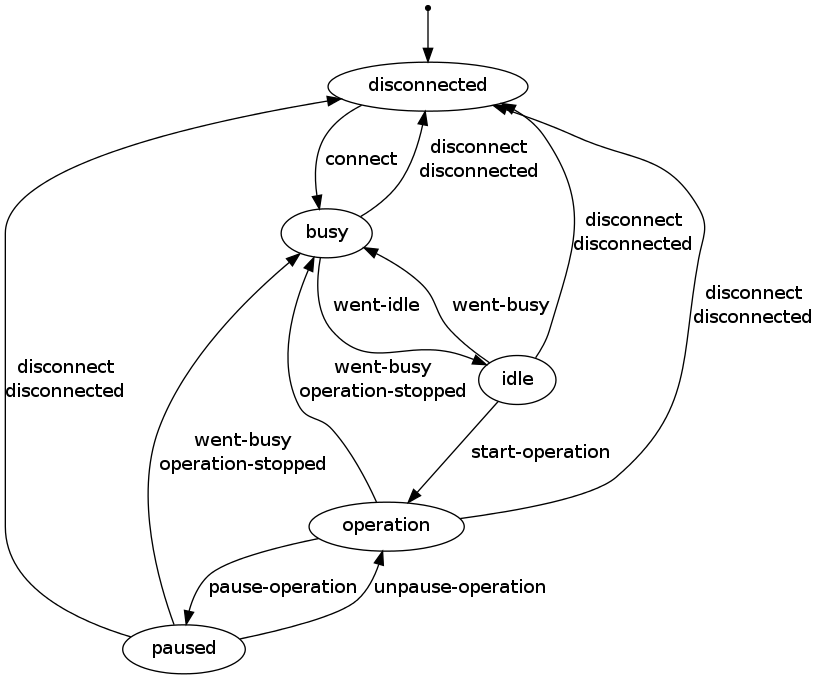 disconnected
disconnect
disconnected
connect
disconnect
disconnected
busy
disconnect
disconnected
went-idle
went-busy
disconnect
disconnected
went-busy
operation-stopped
idle
went-busy
operation-stopped
start-operation
operation
pause-operation
unpause-operation
paused